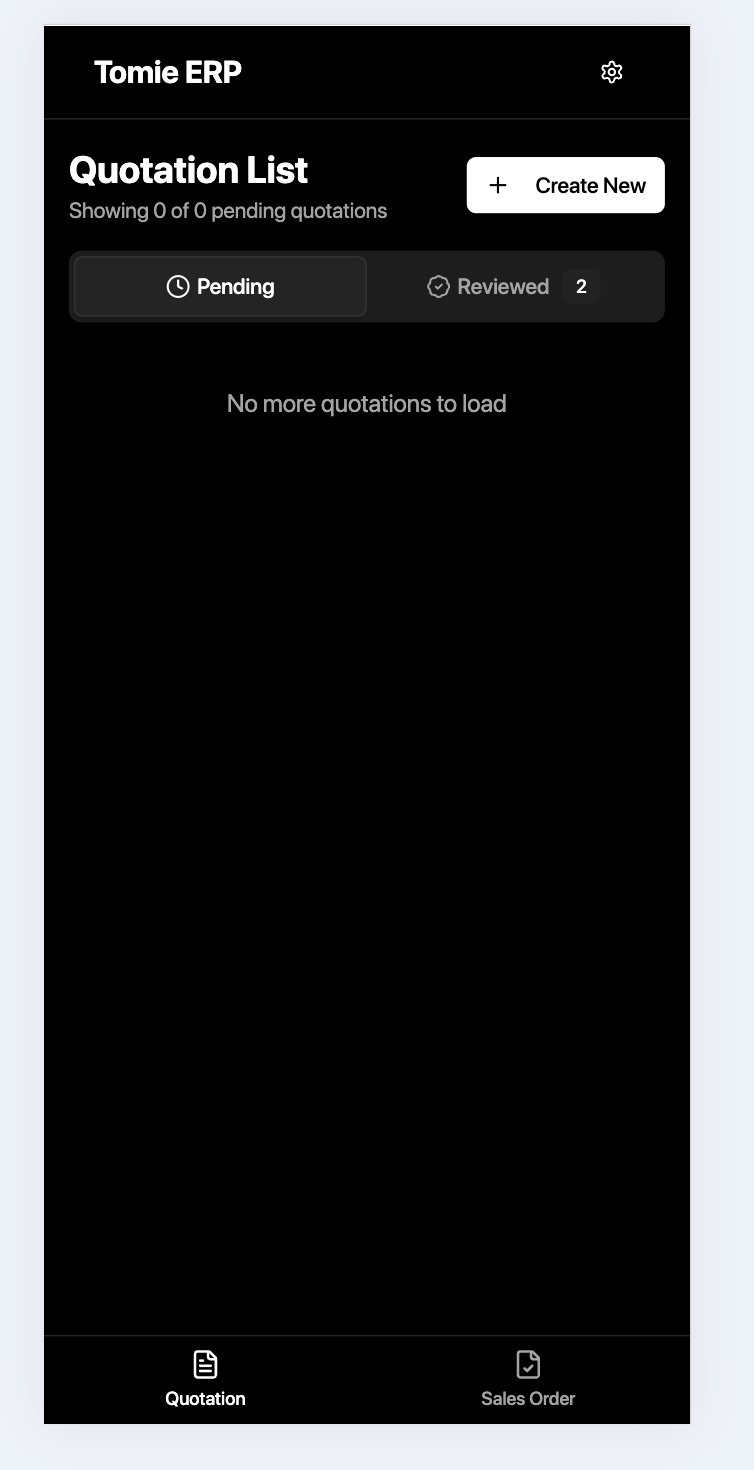 Tomie ERP
Quotation List
Showing 0 of 0 pending quotations
Create New
Pending
Reviewed 2
No more quotations to load
Quotation
Sales Order